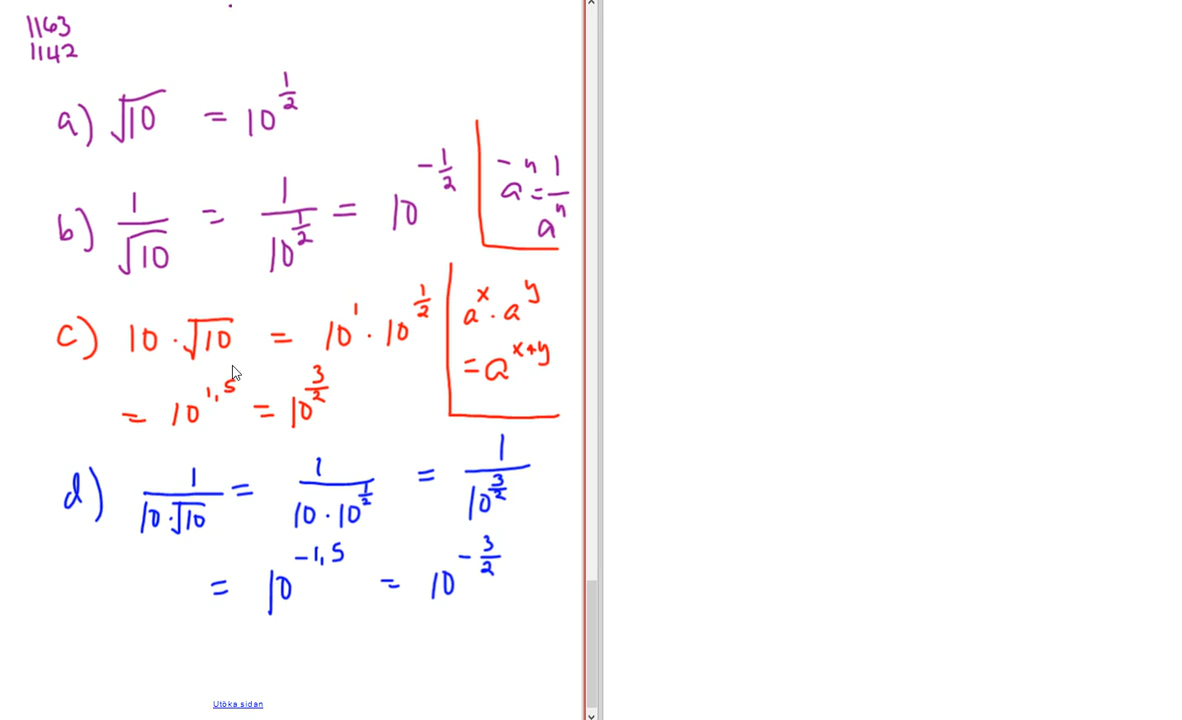 1163
1142
a) √10 = 10^(1/2)
b) 1/√10 = 1/10^(1/2) = 10^(-1/2)
a^(-n) = 1/a^n
c) 10 · √10 = 10^1 · 10^(1/2)
= 10^(1,5) = 10^(3/2)
a^x · a^y
= a^(x+y)
d) 1/(10·√10) = 1/(10 · 10^(1/2)) = 1/10^(3/2)
= 10^(-1,5) = 10^(-3/2)
Utöka sidan